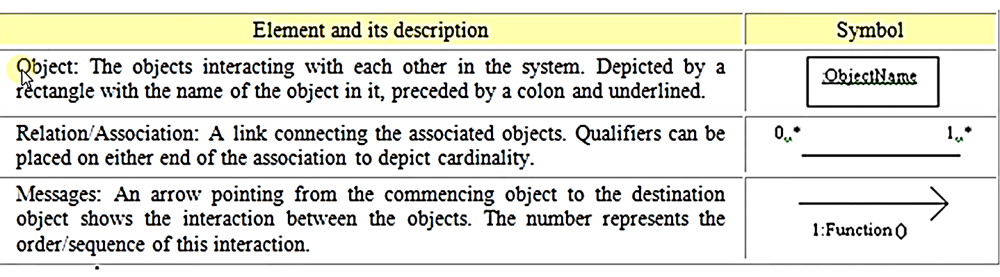 Element and its description Symbol
Object: The objects interacting with each other in the system. Depicted by a
rectangle with the name of the object in it, preceded by a colon and underlined.
:ObjectName
Relation/Association: A link connecting the associated objects. Qualifiers can be
placed on either end of the association to depict cardinality.
0..* 1..*
Messages: An arrow pointing from the commencing object to the destination
object shows the interaction between the objects. The number represents the
order/sequence of this interaction.
1:Function()